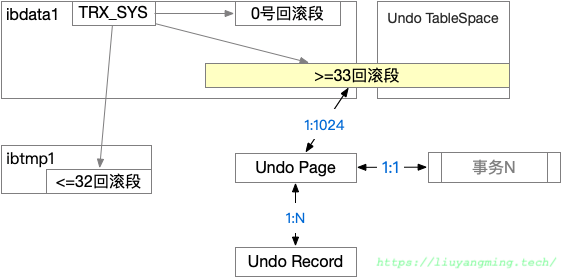 ibdata1
TRX_SYS
0号回滚段
Undo TableSpace
>=33回滚段
1:1024
ibtmp1
<=32回滚段
Undo Page
1:1
事务N
1:N
Undo Record
https://liuyangming.tech/